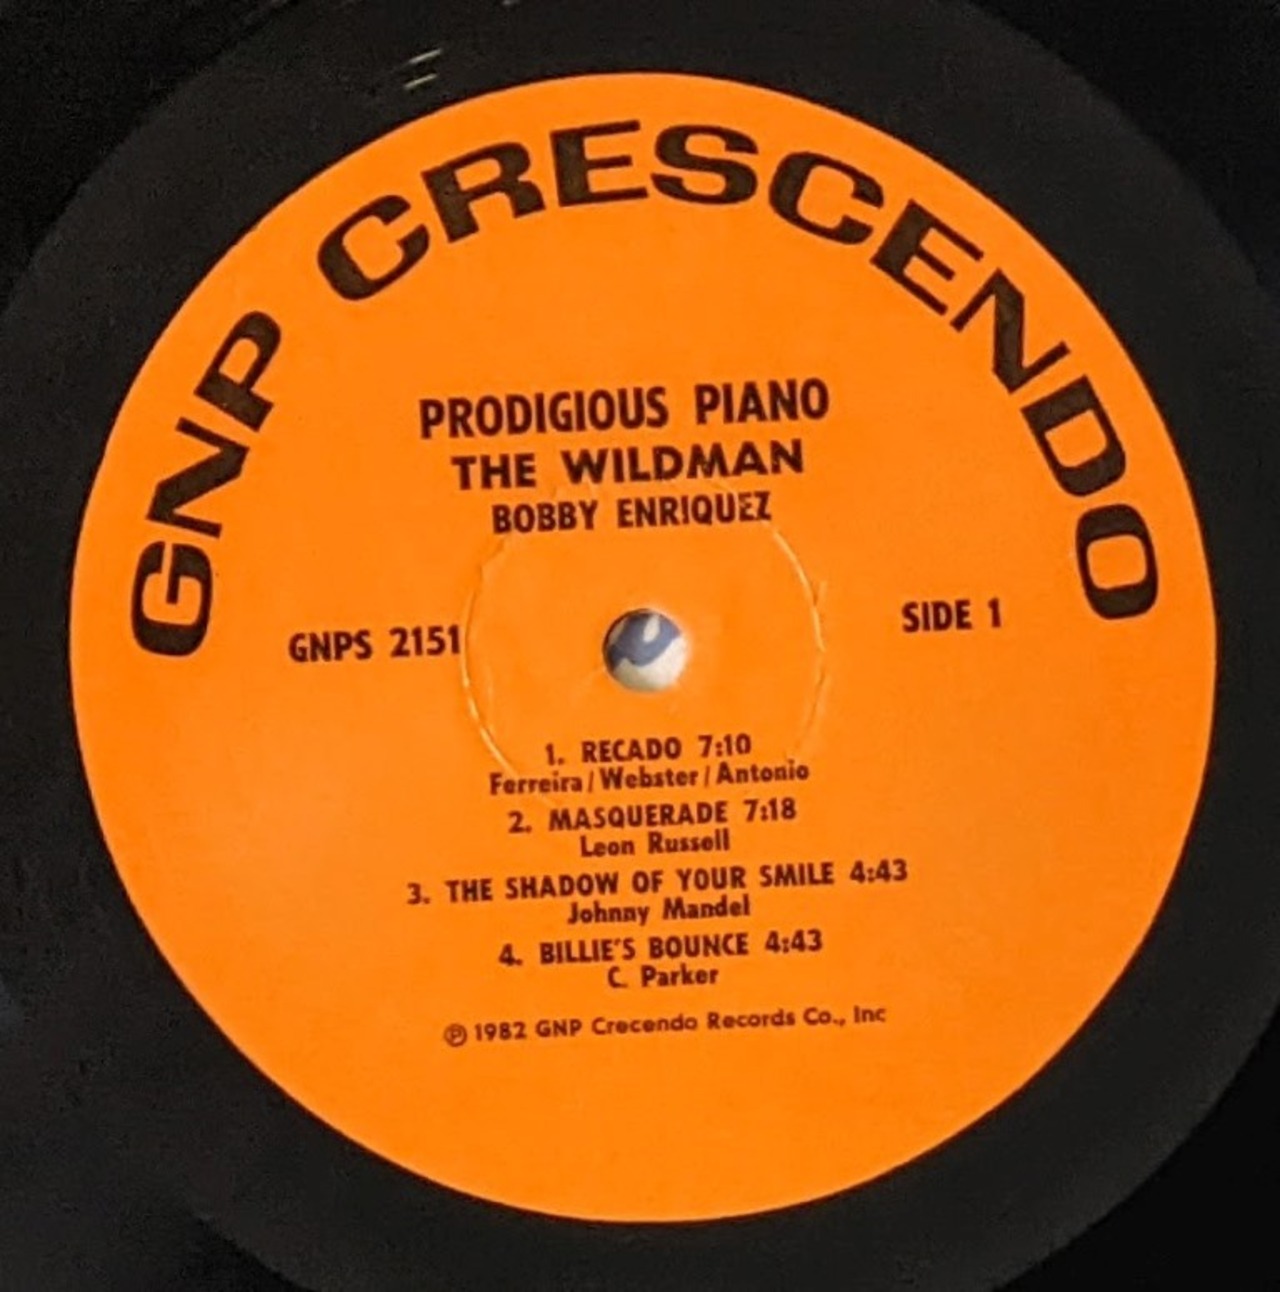 GNP CRESCENDO
PRODIGIOUS PIANO
THE WILDMAN
BOBBY ENRIQUEZ
GNPS 2151
SIDE 1
1. RECADO 7:10
Ferreira/Webster/Antonio
2. MASQUERADE 7:18
Leon Russell
3. THE SHADOW OF YOUR SMILE 4:43
Johnny Mandel
4. BILLIE'S BOUNCE 4:43
C. Parker
℗ 1982 GNP Crecendo Records Co., Inc